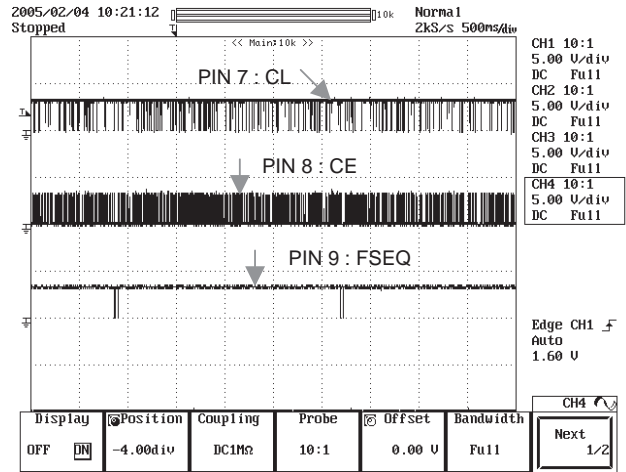 2005/02/04 10:21:12 10k Normal
Stopped 2kS/s 500ms/div
<< Main:10k >>
CH1 10:1
5.00 V/div
DC Full
CH2 10:1
5.00 V/div
DC Full
CH3 10:1
5.00 V/div
DC Full
CH4 10:1
5.00 V/div
DC Full
PIN 7 : CL
PIN 8 : CE
PIN 9 : FSEQ
Edge CH1
Auto
1.60 V
CH4
Display Position Coupling Probe Offset Bandwidth
OFF ON -4.00div DC1MΩ 10:1 0.00 V Full
Next
1/2